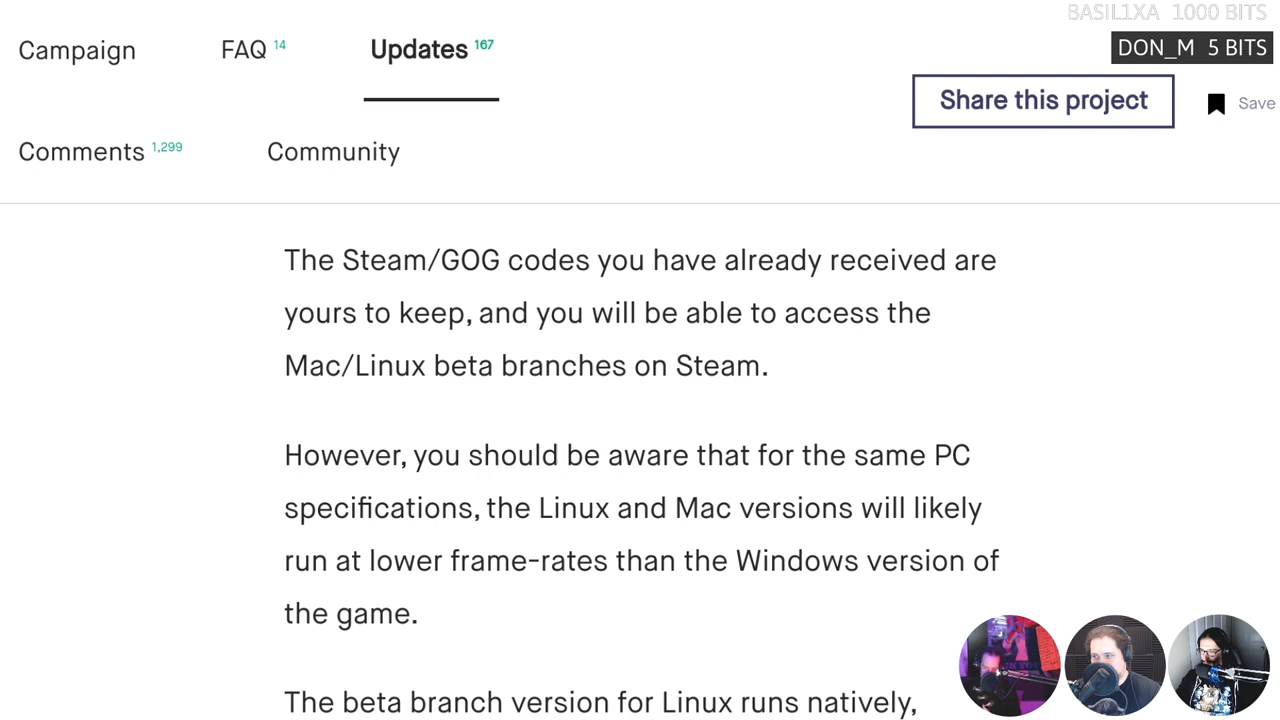 BASIL1XA 1000 BITS
Campaign FAQ 14 Updates 167
DON_M 5 BITS
Share this project Save
Comments 1,299 Community
The Steam/GOG codes you have already received are
yours to keep, and you will be able to access the
Mac/Linux beta branches on Steam.
However, you should be aware that for the same PC
specifications, the Linux and Mac versions will likely
run at lower frame-rates than the Windows version of
the game.
The beta branch version for Linux runs natively,